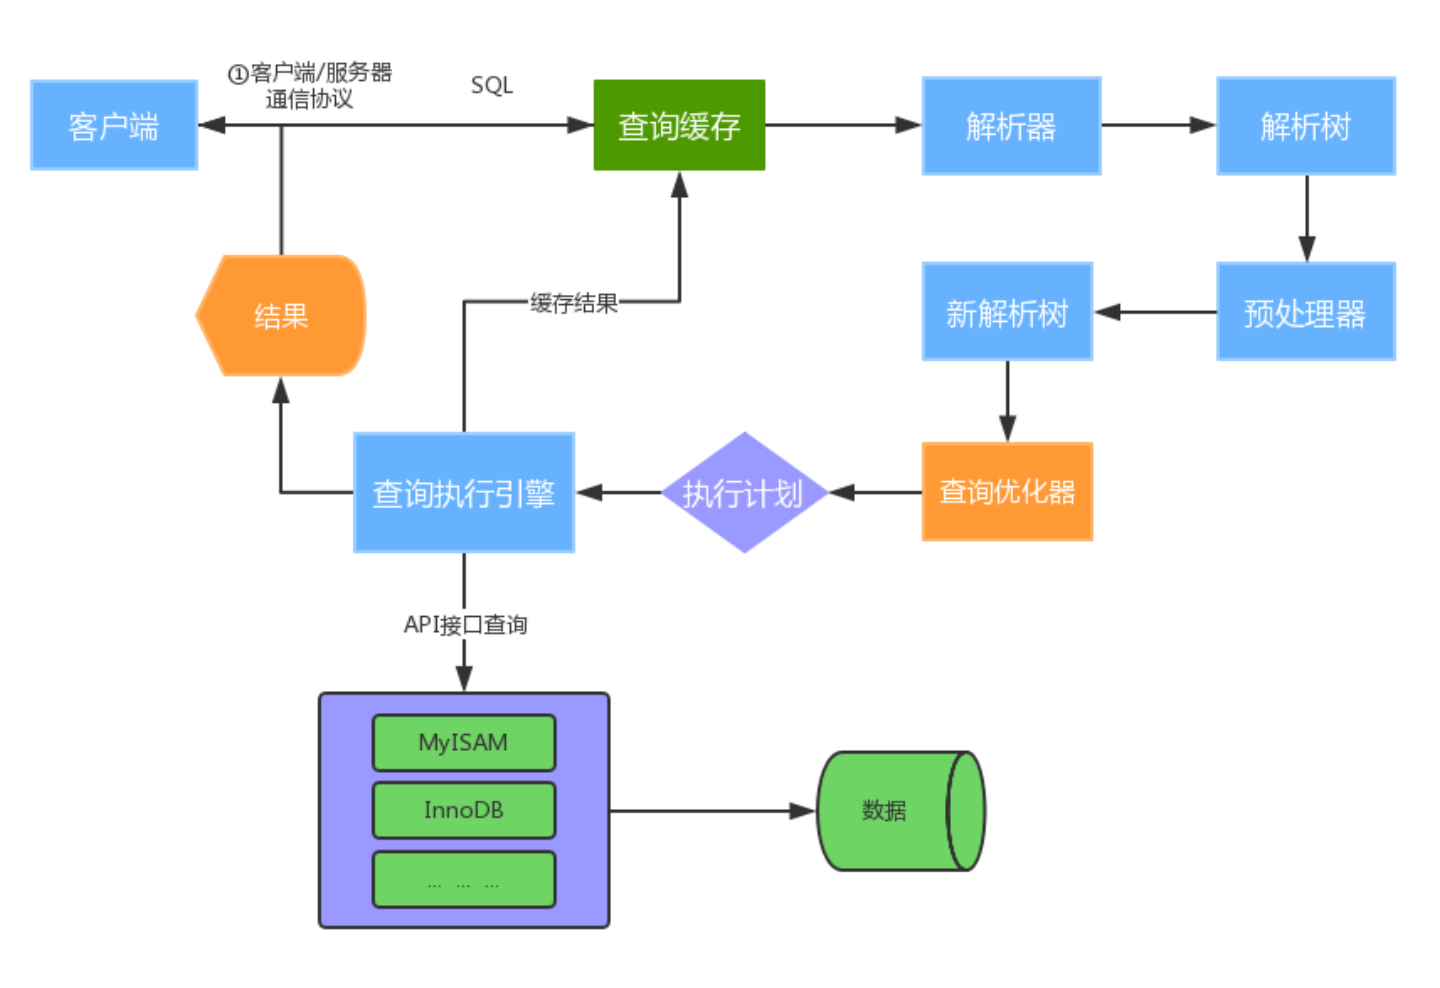 ①客户端/服务器
通信协议
SQL
客户端
查询缓存
解析器
解析树
结果
缓存结果
新解析树
预处理器
查询执行引擎
执行计划
查询优化器
API接口查询
MyISAM
InnoDB
... ... ...
数据